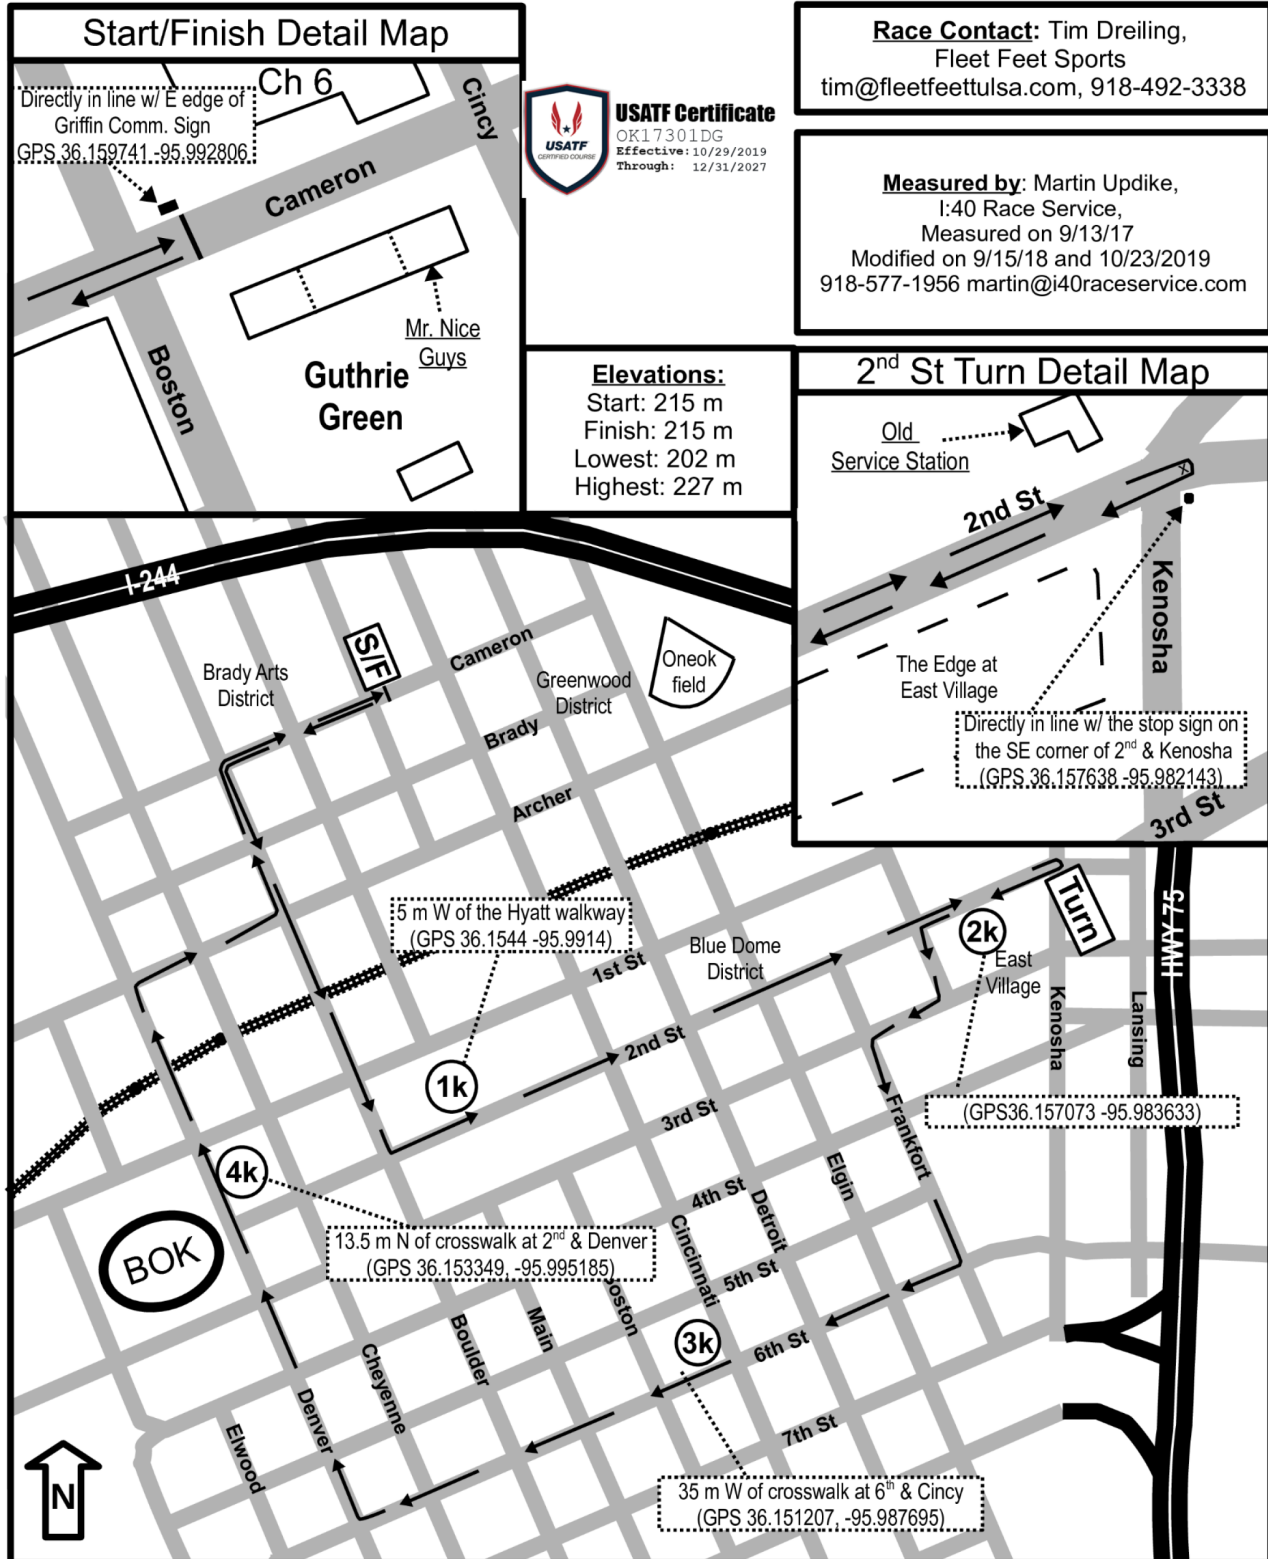 Start/Finish Detail Map
Ch 6
Cincy
Directly in line w/ E edge of
Griffin Comm. Sign
GPS 36.159741 -95.992806
Cameron
Mr. Nice
Guys
Boston
Guthrie
Green
USATF
CERTIFIED COURSE
USATF Certificate
OK17301DG
Effective: 10/29/2019
Through: 12/31/2027
Race Contact: Tim Dreiling,
Fleet Feet Sports
tim@fleetfeettulsa.com, 918-492-3338
Measured by: Martin Updike,
I:40 Race Service,
Measured on 9/13/17
Modified on 9/15/18 and 10/23/2019
918-577-1956 martin@i40raceservice.com
Elevations:
Start: 215 m
Finish: 215 m
Lowest: 202 m
Highest: 227 m
2nd St Turn Detail Map
Old
Service Station
x
2nd St
Kenosha
The Edge at
East Village
Directly in line w/ the stop sign on
the SE corner of 2nd & Kenosha
(GPS 36.157638 -95.982143)
3rd St
I-244
S/F
Cameron
Brady Arts
District
Greenwood
District
Oneok
field
Brady
Archer
5 m W of the Hyatt walkway
(GPS 36.1544 -95.9914)
1st St
Blue Dome
District
2k
East
Village
Turn
HWY 75
Kenosha
Lansing
2nd St
1k
3rd St
Frankfort
(GPS36.157073 -95.983633)
4k
4th St
Elgin
Detroit
Cincinnati
BOK
13.5 m N of crosswalk at 2nd & Denver
(GPS 36.153349, -95.995185)
5th St
oston
Main
Boulder
Cheyenne
3k
6th St
Denver
Elwood
7th St
N
35 m W of crosswalk at 6th & Cincy
(GPS 36.151207, -95.987695)